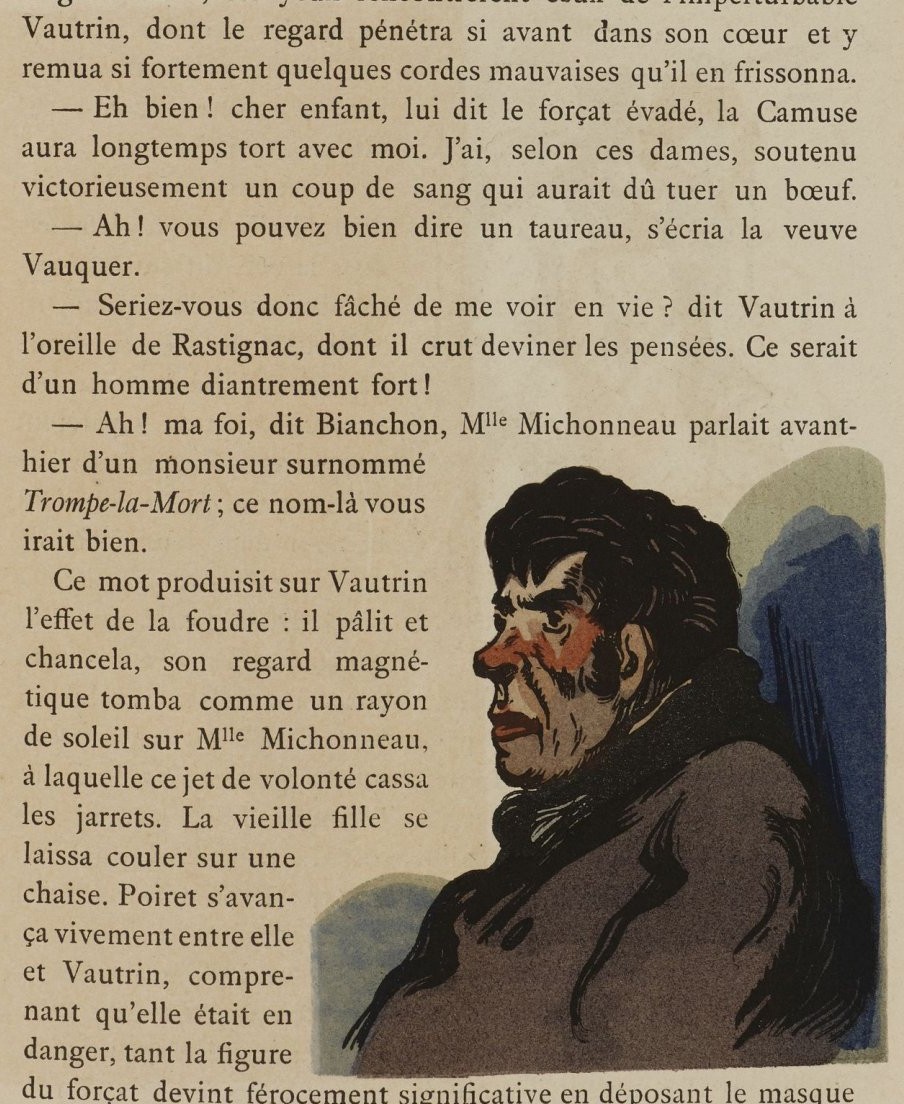 Vautrin, dont le regard pénétra si avant dans son cœur et y
remua si fortement quelques cordes mauvaises qu'il en frissonna.
— Eh bien ! cher enfant, lui dit le forçat évadé, la Camuse
aura longtemps tort avec moi. J'ai, selon ces dames, soutenu
victorieusement un coup de sang qui aurait dû tuer un bœuf.
— Ah ! vous pouvez bien dire un taureau, s'écria la veuve
Vauquer.
— Seriez-vous donc fâché de me voir en vie ? dit Vautrin à
l'oreille de Rastignac, dont il crut deviner les pensées. Ce serait
d'un homme diantrement fort !
— Ah ! ma foi, dit Bianchon, Mlle Michonneau parlait avant-
hier d'un monsieur surnommé
Trompe-la-Mort ; ce nom-là vous
irait bien.
Ce mot produisit sur Vautrin
l'effet de la foudre : il pâlit et
chancela, son regard magné-
tique tomba comme un rayon
de soleil sur Mlle Michonneau,
à laquelle ce jet de volonté cassa
les jarrets. La vieille fille se
laissa couler sur une
chaise. Poiret s'avan-
ça vivement entre elle
et Vautrin, compre-
nant qu'elle était en
danger, tant la figure
du forçat devint férocement significative en déposant le masque